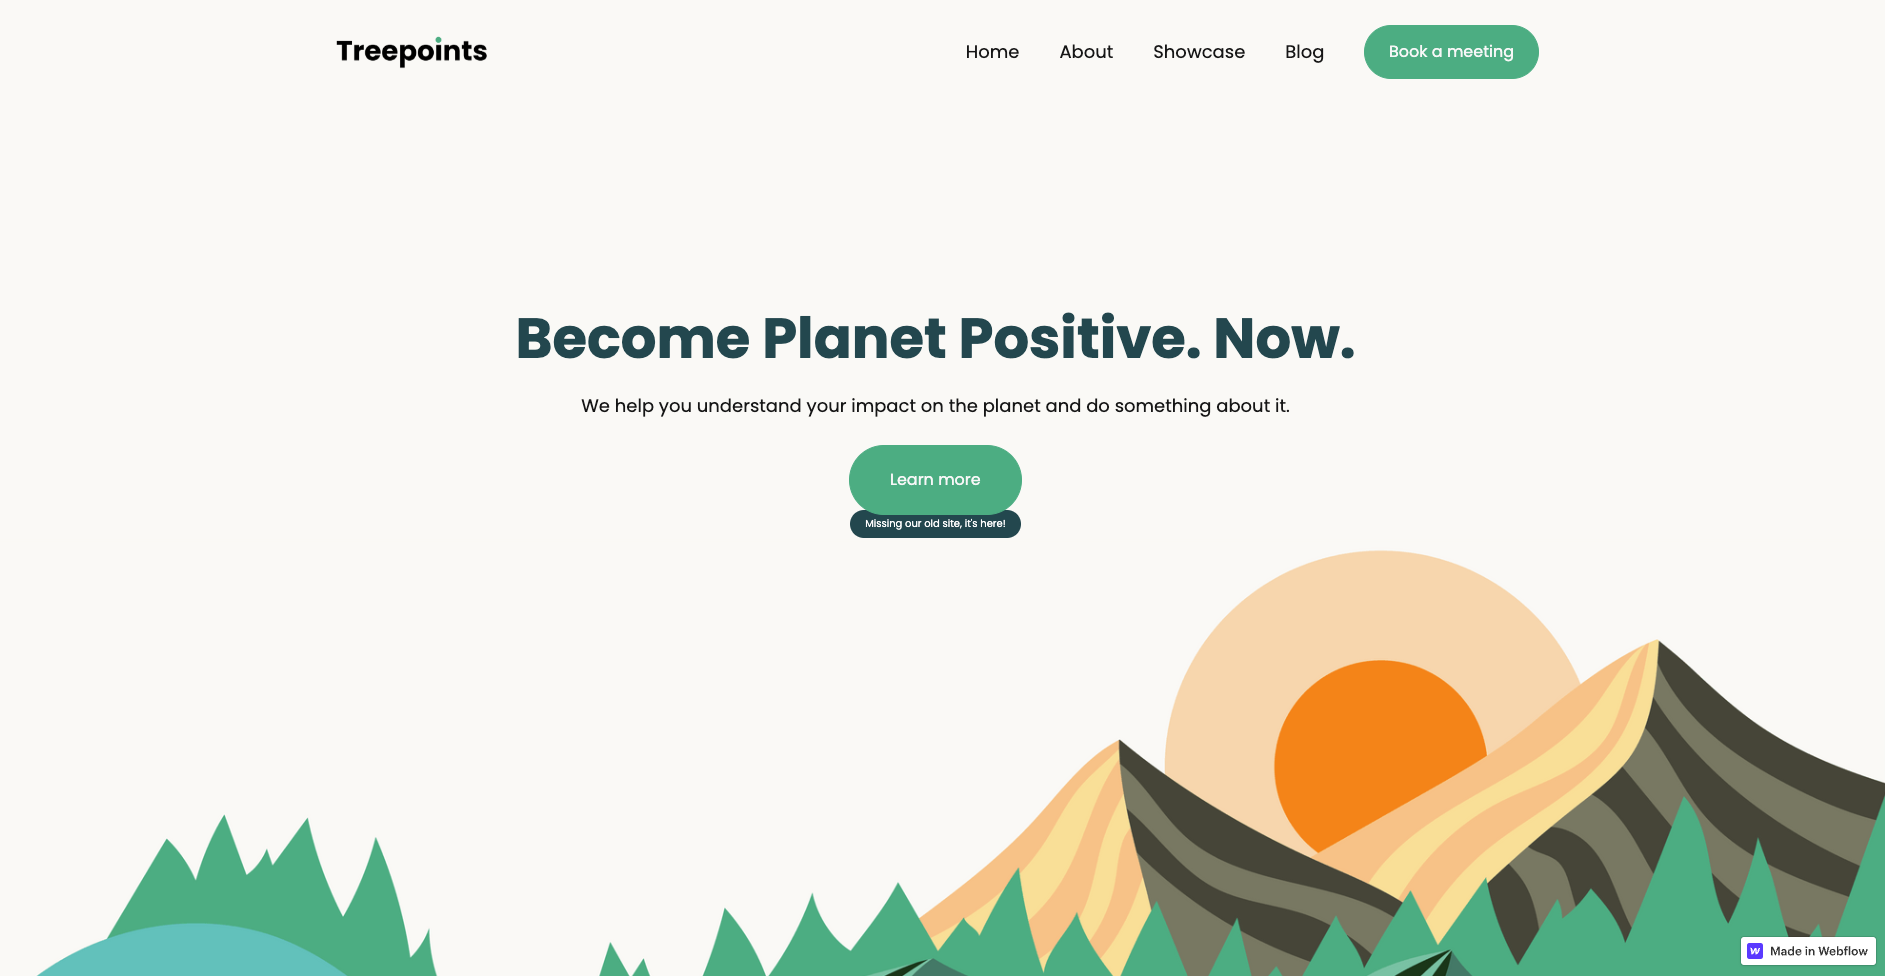 Treepoints
Home
About
Showcase
Blog
Book a meeting
Become Planet Positive. Now.
We help you understand your impact on the planet and do something about it.
Learn more
Missing our old site, it's here!
Made in Webflow